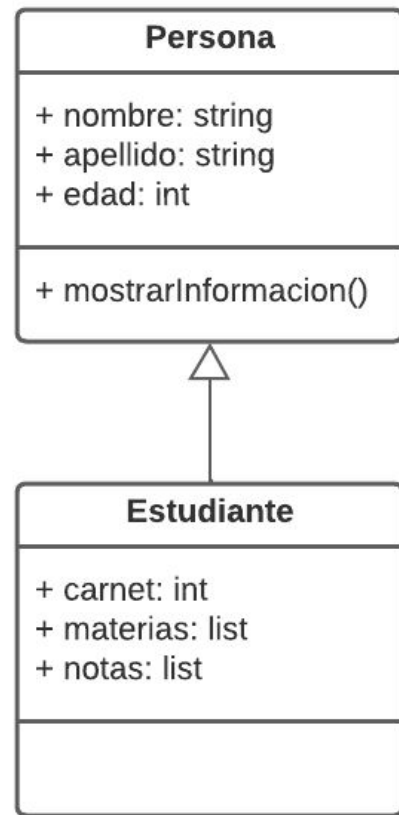 Persona
+ nombre: string
+ apellido: string
+ edad: int
+ mostrarInformacion()
Estudiante
+ carnet: int
+ materias: list
+ notas: list